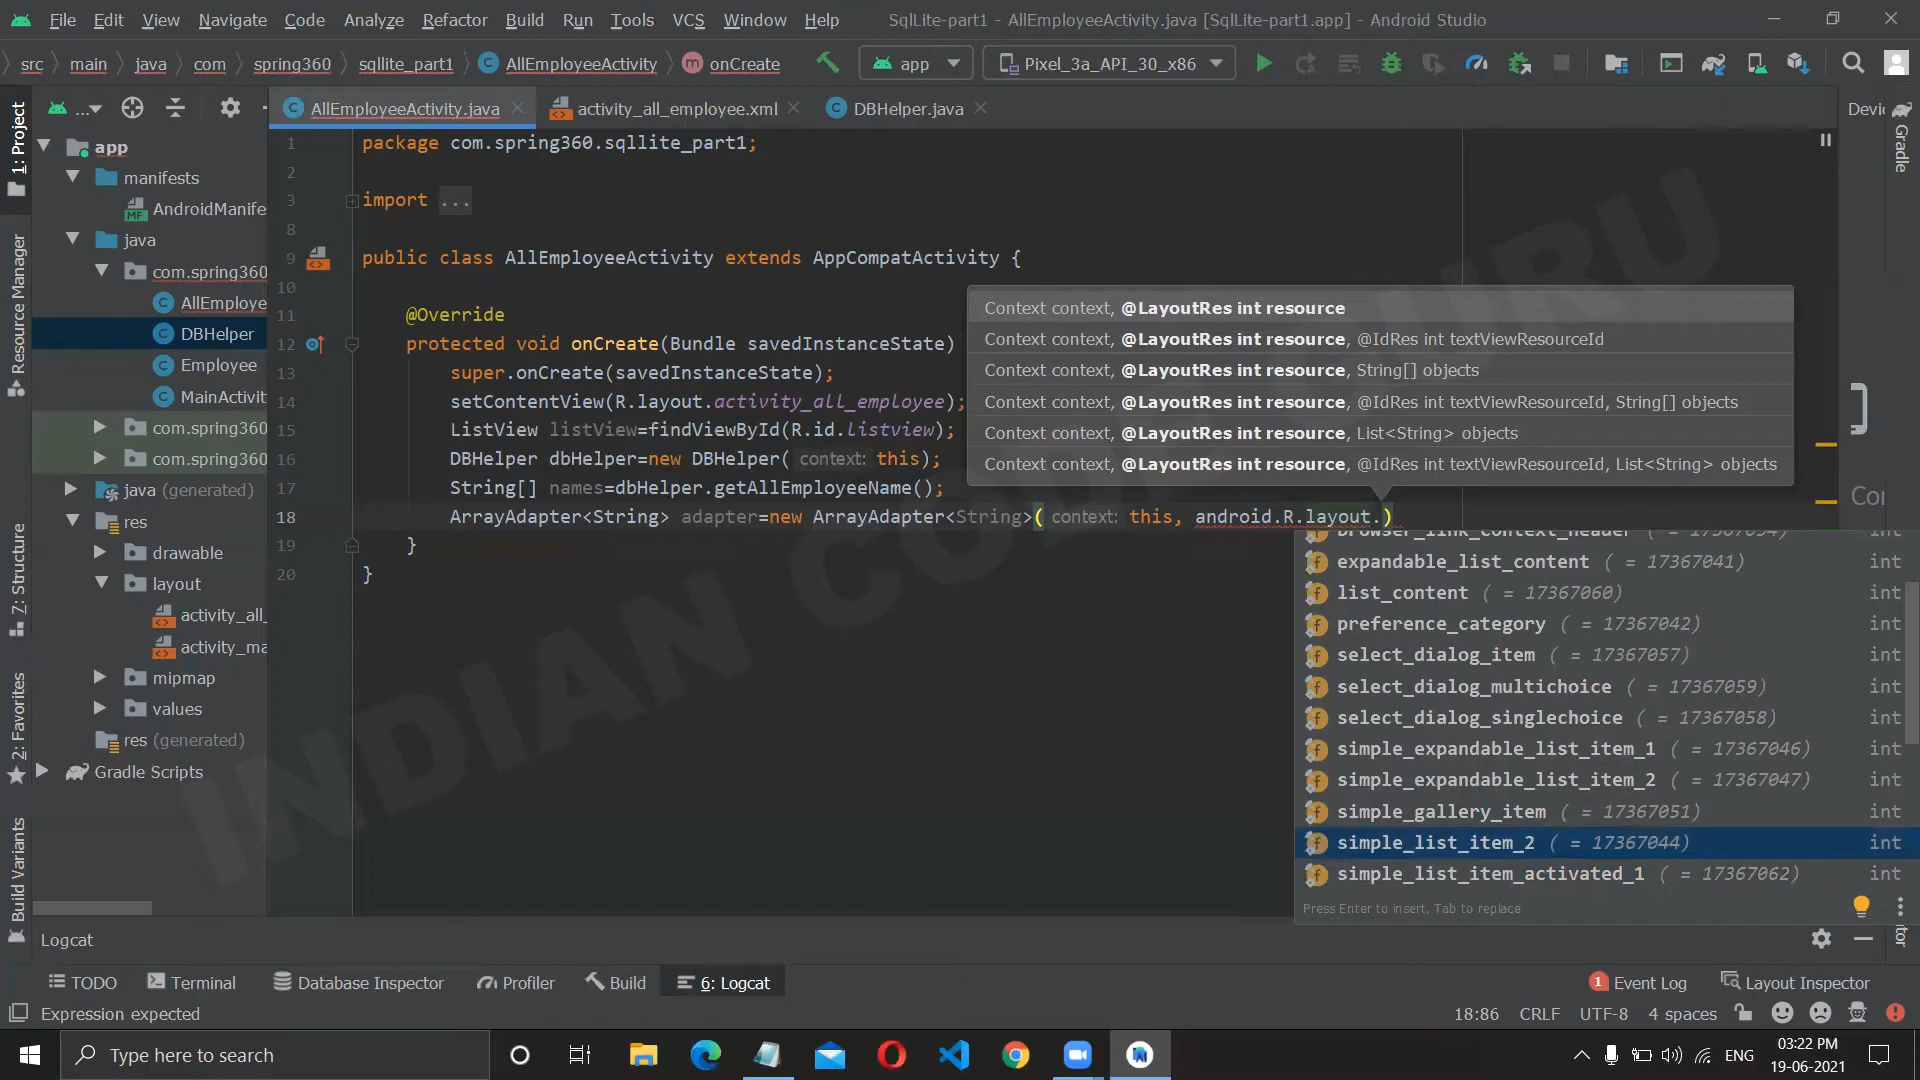 File Edit View Navigate Code Analyze Refactor Build Run Tools VCS Window Help SqlLite-part1 - AllEmployeeActivity.java [SqlLite-part1.app] - Android Studio
src main java com spring360 sqllite_part1 AllEmployeeActivity onCreate app Pixel_3a_API_30_x86
... AllEmployeeActivity.java activity_all_employee.xml DBHelper.java
1: Project
Resource Manager
7: Structure
2: Favorites
Build Variants
app
manifests
AndroidManife
java
com.spring360
AllEmploye
DBHelper
Employee
MainActivit
com.spring360
com.spring360
java (generated)
res
drawable
layout
activity_all_
activity_ma
mipmap
values
res (generated)
Gradle Scripts
1 package com.spring360.sqllite_part1;
2
3 import ...
8
9 public class AllEmployeeActivity extends AppCompatActivity {
10
11 @Override
12 protected void onCreate(Bundle savedInstanceState)
13 super.onCreate(savedInstanceState);
14 setContentView(R.layout.activity_all_employee);
15 ListView listView=findViewById(R.id.listview);
16 DBHelper dbHelper=new DBHelper( context: this);
17 String[] names=dbHelper.getAllEmployeeName();
18 ArrayAdapter<String> adapter=new ArrayAdapter<String>( context: this, android.R.layout.)
19 }
20 }
Context context, @LayoutRes int resource
Context context, @LayoutRes int resource, @IdRes int textViewResourceId
Context context, @LayoutRes int resource, String[] objects
Context context, @LayoutRes int resource, @IdRes int textViewResourceId, String[] objects
Context context, @LayoutRes int resource, List<String> objects
Context context, @LayoutRes int resource, @IdRes int textViewResourceId, List<String> objects
browser_link_context_header
expandable_list_content ( = 17367041) int
list_content ( = 17367060) int
preference_category ( = 17367042) int
select_dialog_item ( = 17367057) int
select_dialog_multichoice ( = 17367059) int
select_dialog_singlechoice ( = 17367058) int
simple_expandable_list_item_1 ( = 17367046) int
simple_expandable_list_item_2 ( = 17367047) int
simple_gallery_item ( = 17367051) int
simple_list_item_2 ( = 17367044) int
simple_list_item_activated_1 ( = 17367062) int
Press Enter to insert, Tab to replace
Devic
Gradle
Cor
tor
INDIAN CODE GURU
Logcat
TODO Terminal Database Inspector Profiler Build 6: Logcat 1 Event Log Layout Inspector
Expression expected 18:86 CRLF UTF-8 4 spaces
Type here to search ENG 03:22 PM
19-06-2021